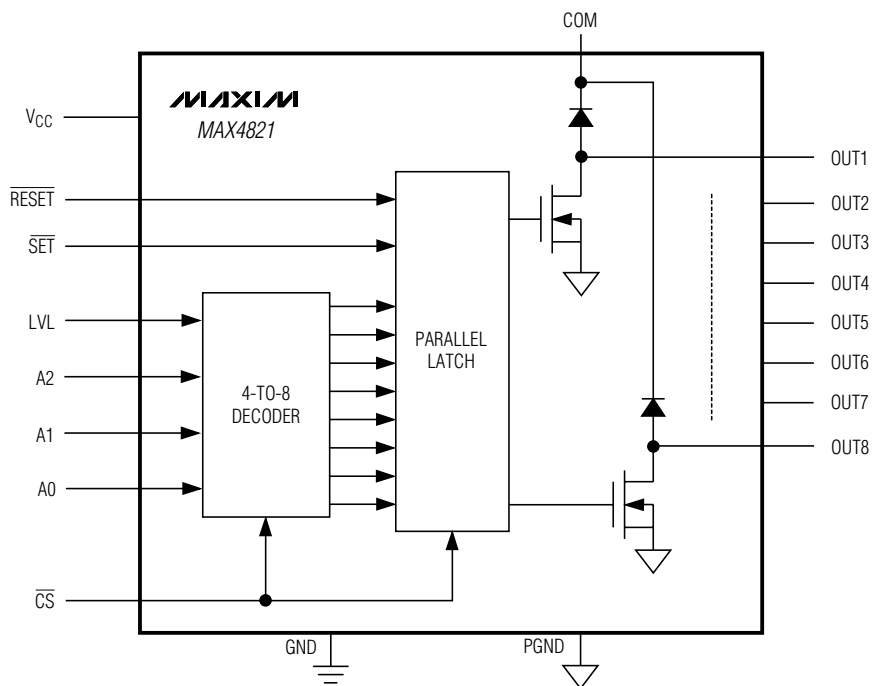 COM
MAXIM
MAX4821
VCC
OUT1
RESET
OUT2
SET
OUT3
OUT4
LVL
OUT5
PARALLEL
LATCH
OUT6
A2
4-TO-8
DECODER
OUT7
A1
OUT8
A0
CS
GND
PGND